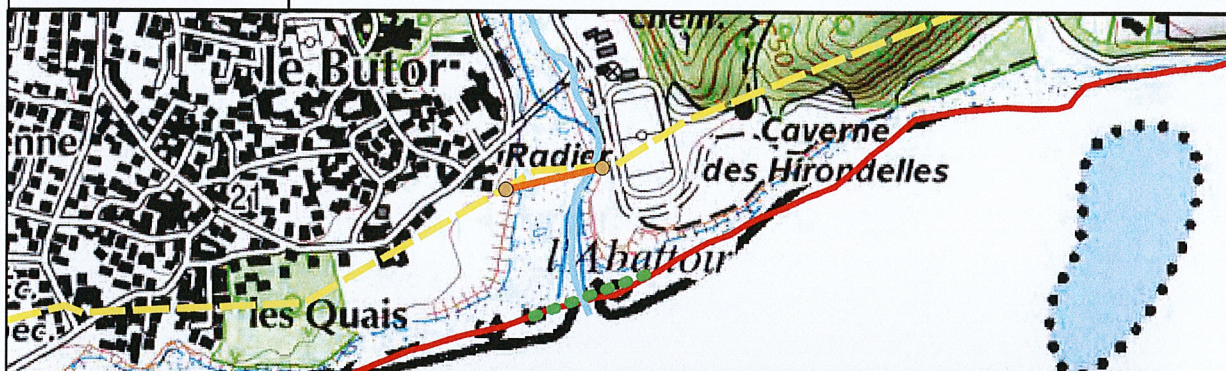 Chem.
le Butor
50
enne
Caverne
Radier
des Hirondelles
21
l'Abattoir
les Quais